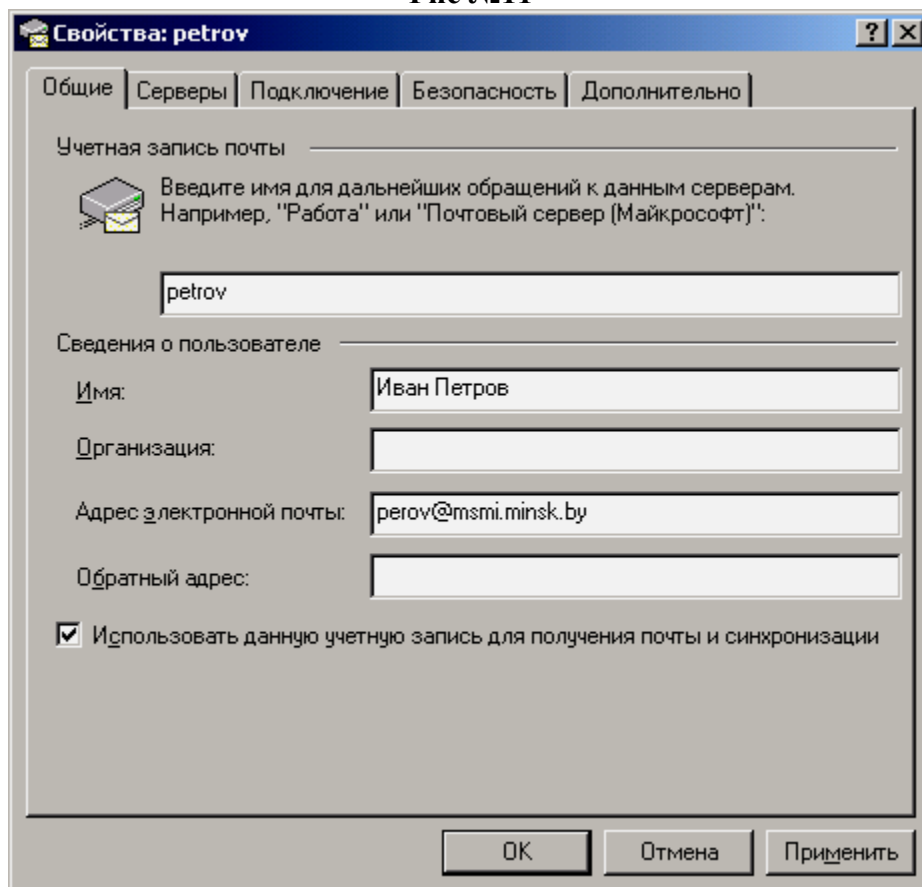 Рис №11
Свойства: petrov
Общие Серверы Подключение Безопасность Дополнительно
Учетная запись почты
Введите имя для дальнейших обращений к данным серверам.
Например, "Работа" или "Почтовый сервер (Майкрософт)":
petrov
Сведения о пользователе
Имя: Иван Петров
Организация:
Адрес электронной почты: perov@msmi.minsk.by
Обратный адрес:
Использовать данную учетную запись для получения почты и синхронизации
OK Отмена Применить